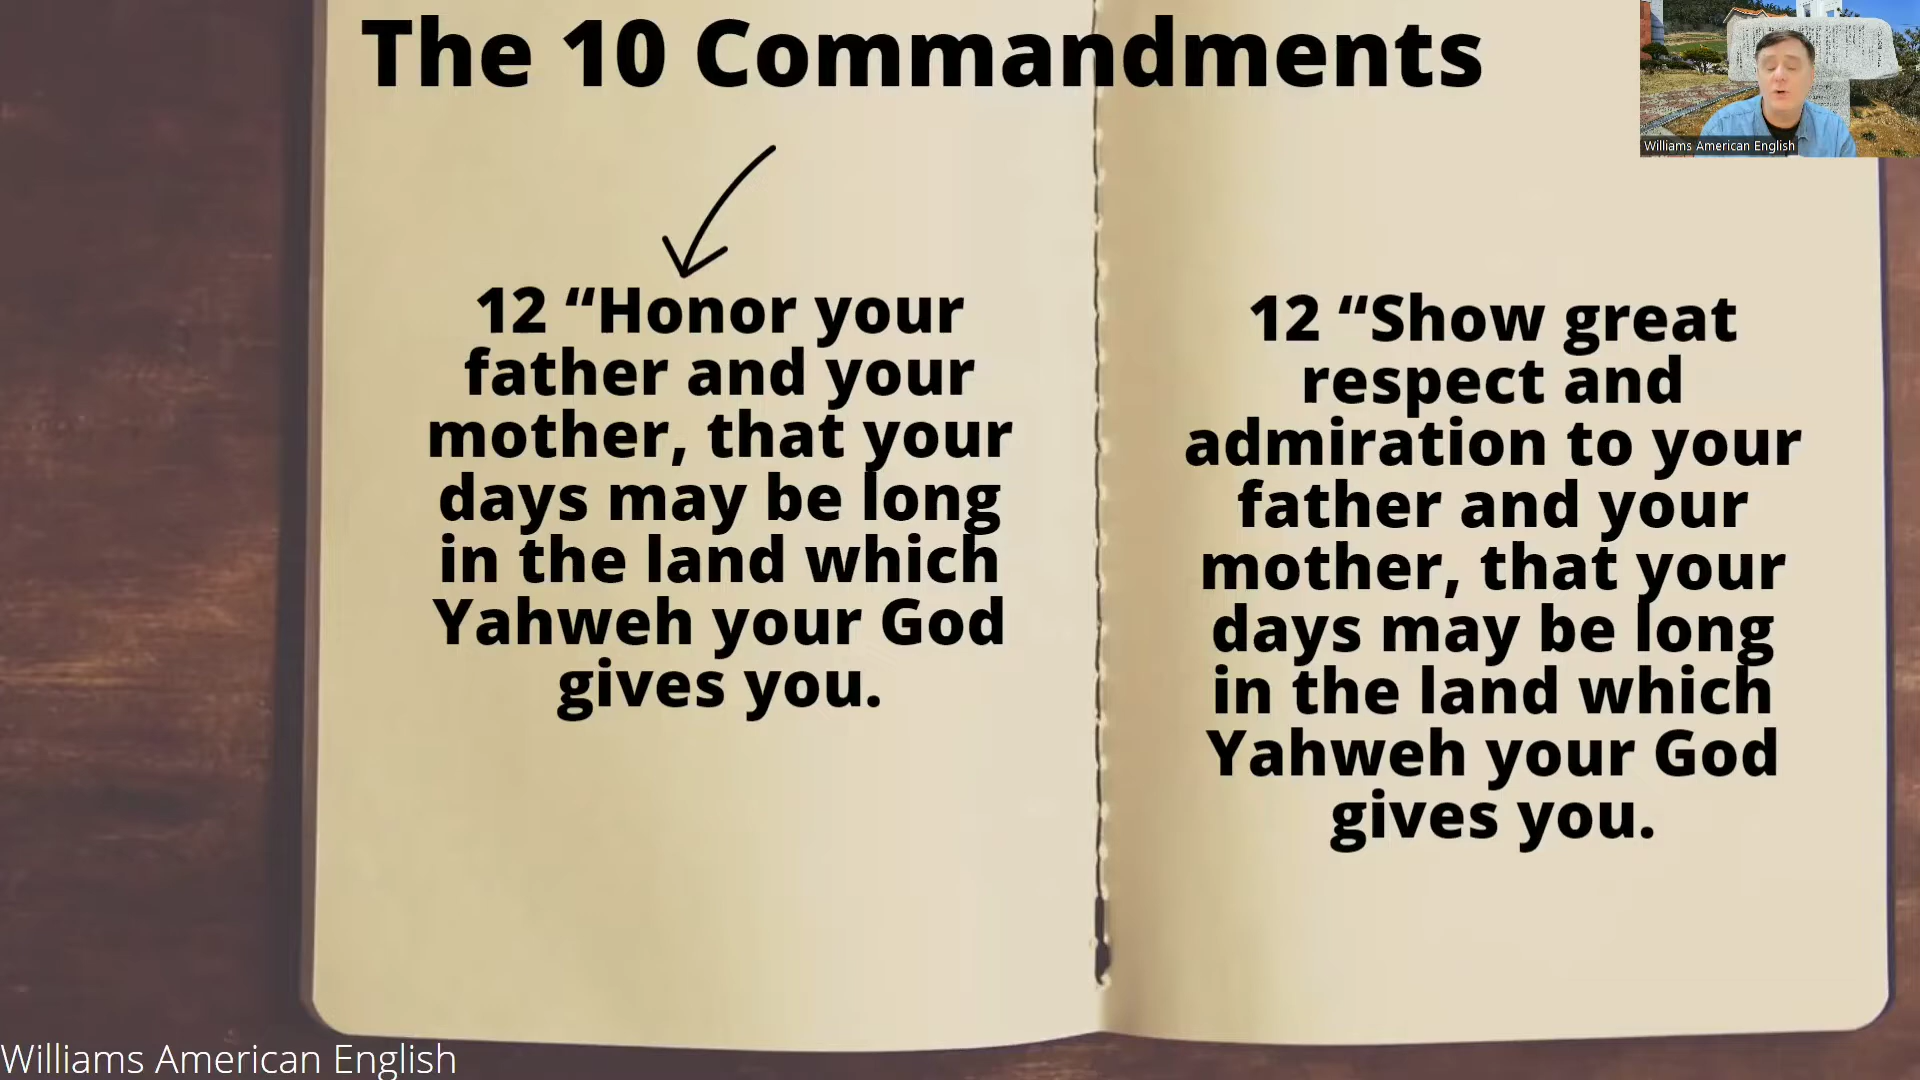 The 10 Commandments
12 “Honor your
father and your
mother, that your
days may be long
in the land which
Yahweh your God
gives you.
12 “Show great
respect and
admiration to your
father and your
mother, that your
days may be long
in the land which
Yahweh your God
gives you.
Williams American English
Williams American English